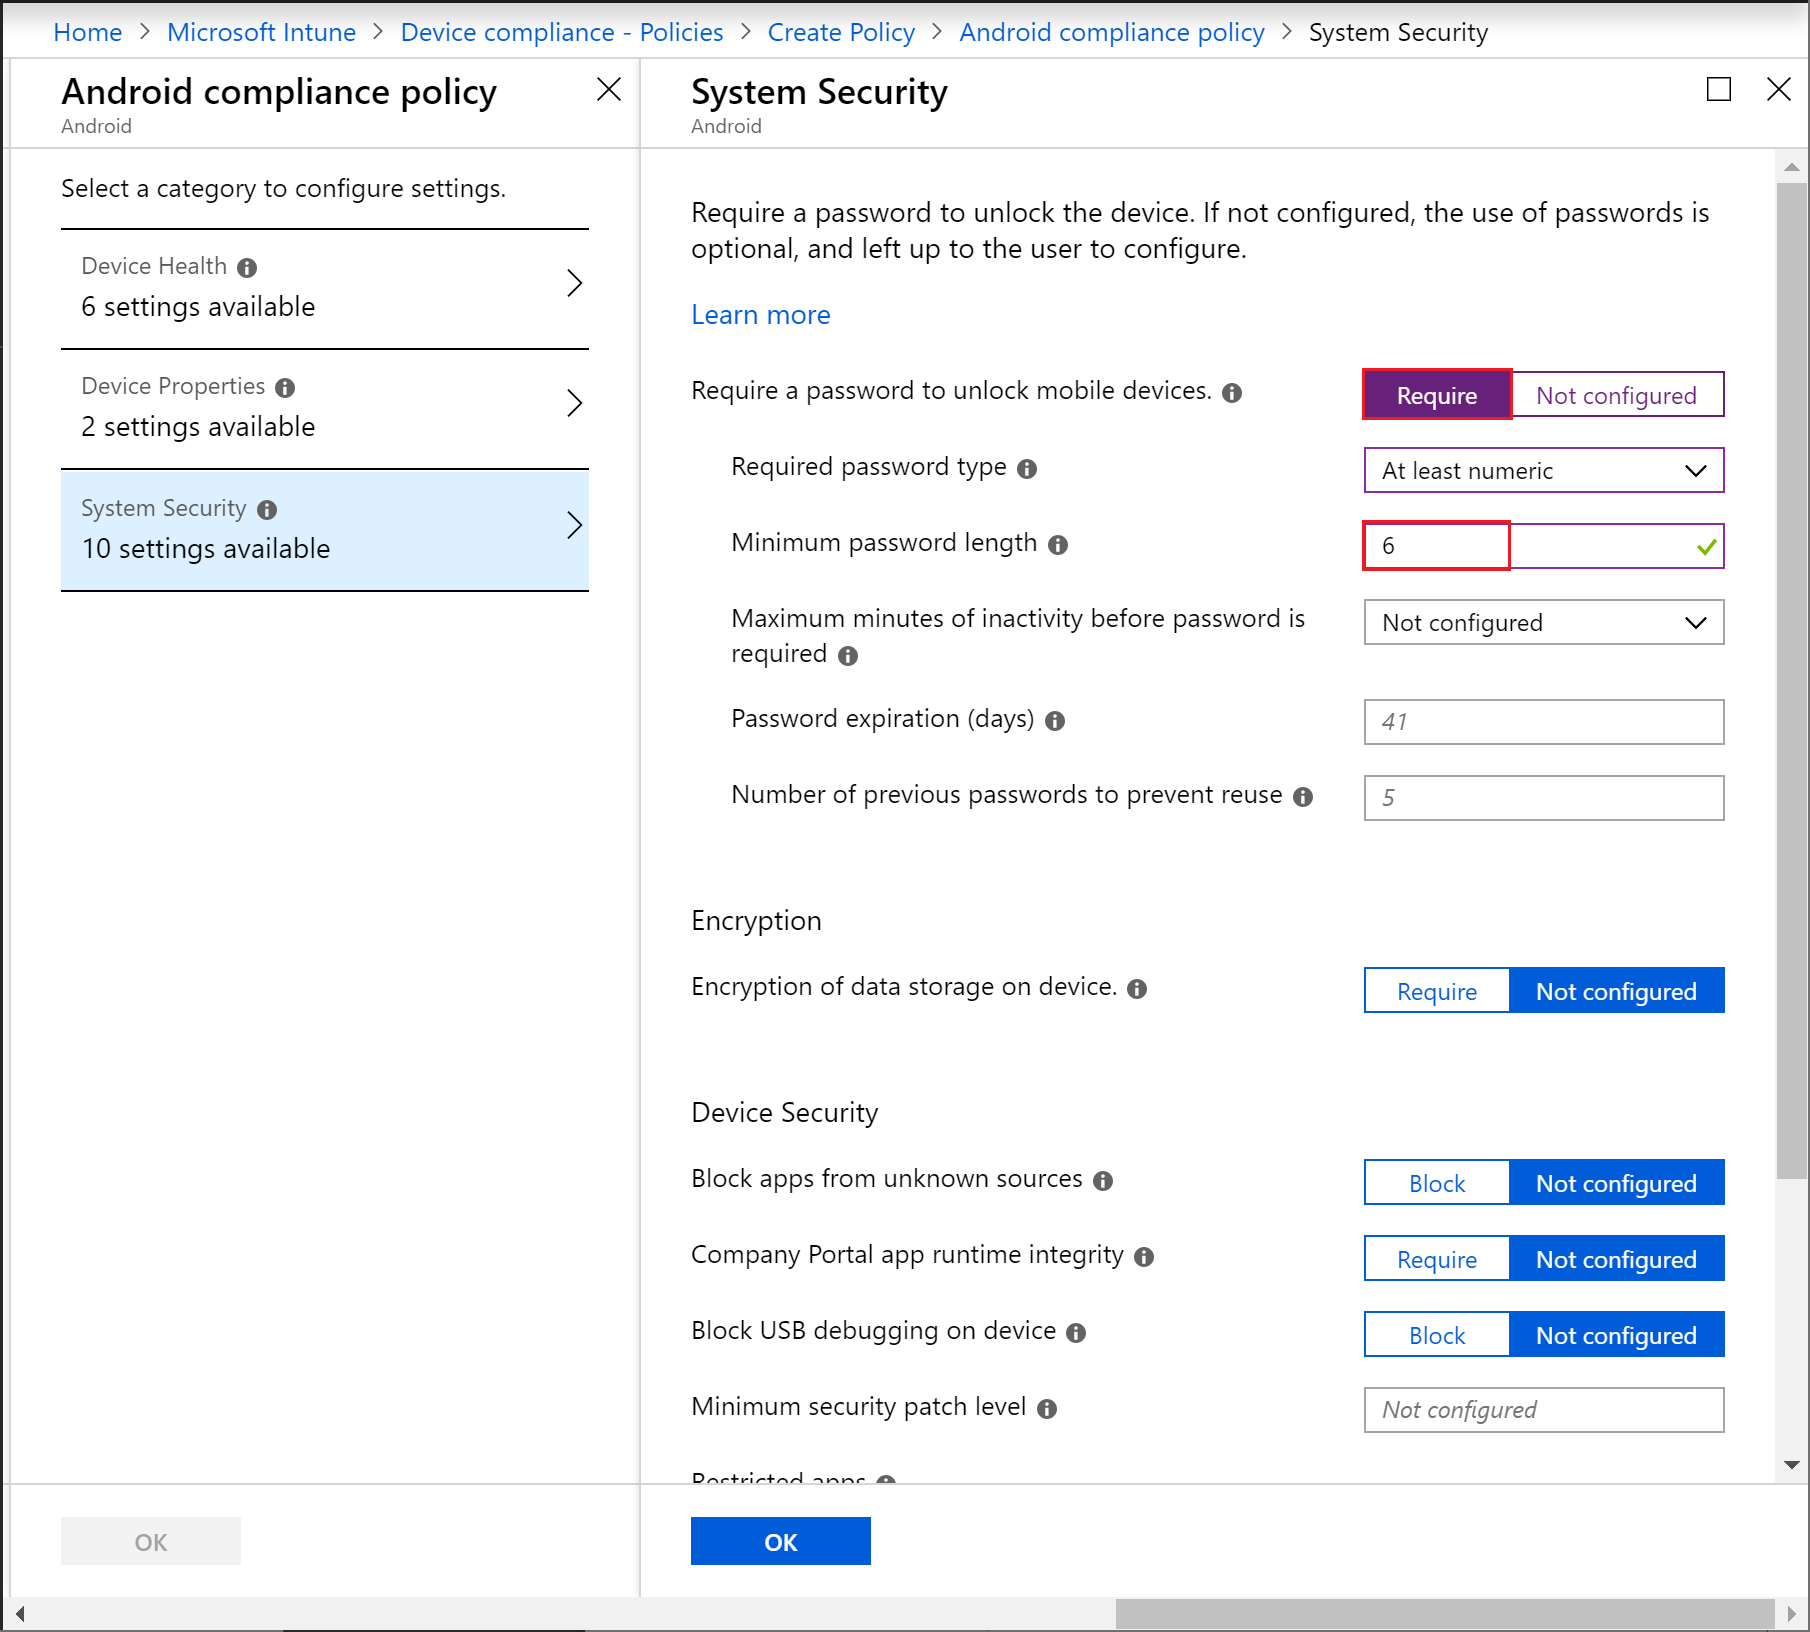 Home > Microsoft Intune > Device compliance - Policies > Create Policy > Android compliance policy > System Security
Android compliance policy
Android
Select a category to configure settings.
Device Health
6 settings available
Device Properties
2 settings available
System Security
10 settings available
OK
System Security
Android
Require a password to unlock the device. If not configured, the use of passwords is
optional, and left up to the user to configure.
Learn more
Require a password to unlock mobile devices. Require Not configured
Required password type At least numeric
Minimum password length 6
Maximum minutes of inactivity before password is
required Not configured
Password expiration (days) 41
Number of previous passwords to prevent reuse 5
Encryption
Encryption of data storage on device. Require Not configured
Device Security
Block apps from unknown sources Block Not configured
Company Portal app runtime integrity Require Not configured
Block USB debugging on device Block Not configured
Minimum security patch level Not configured
Restricted apps
OK